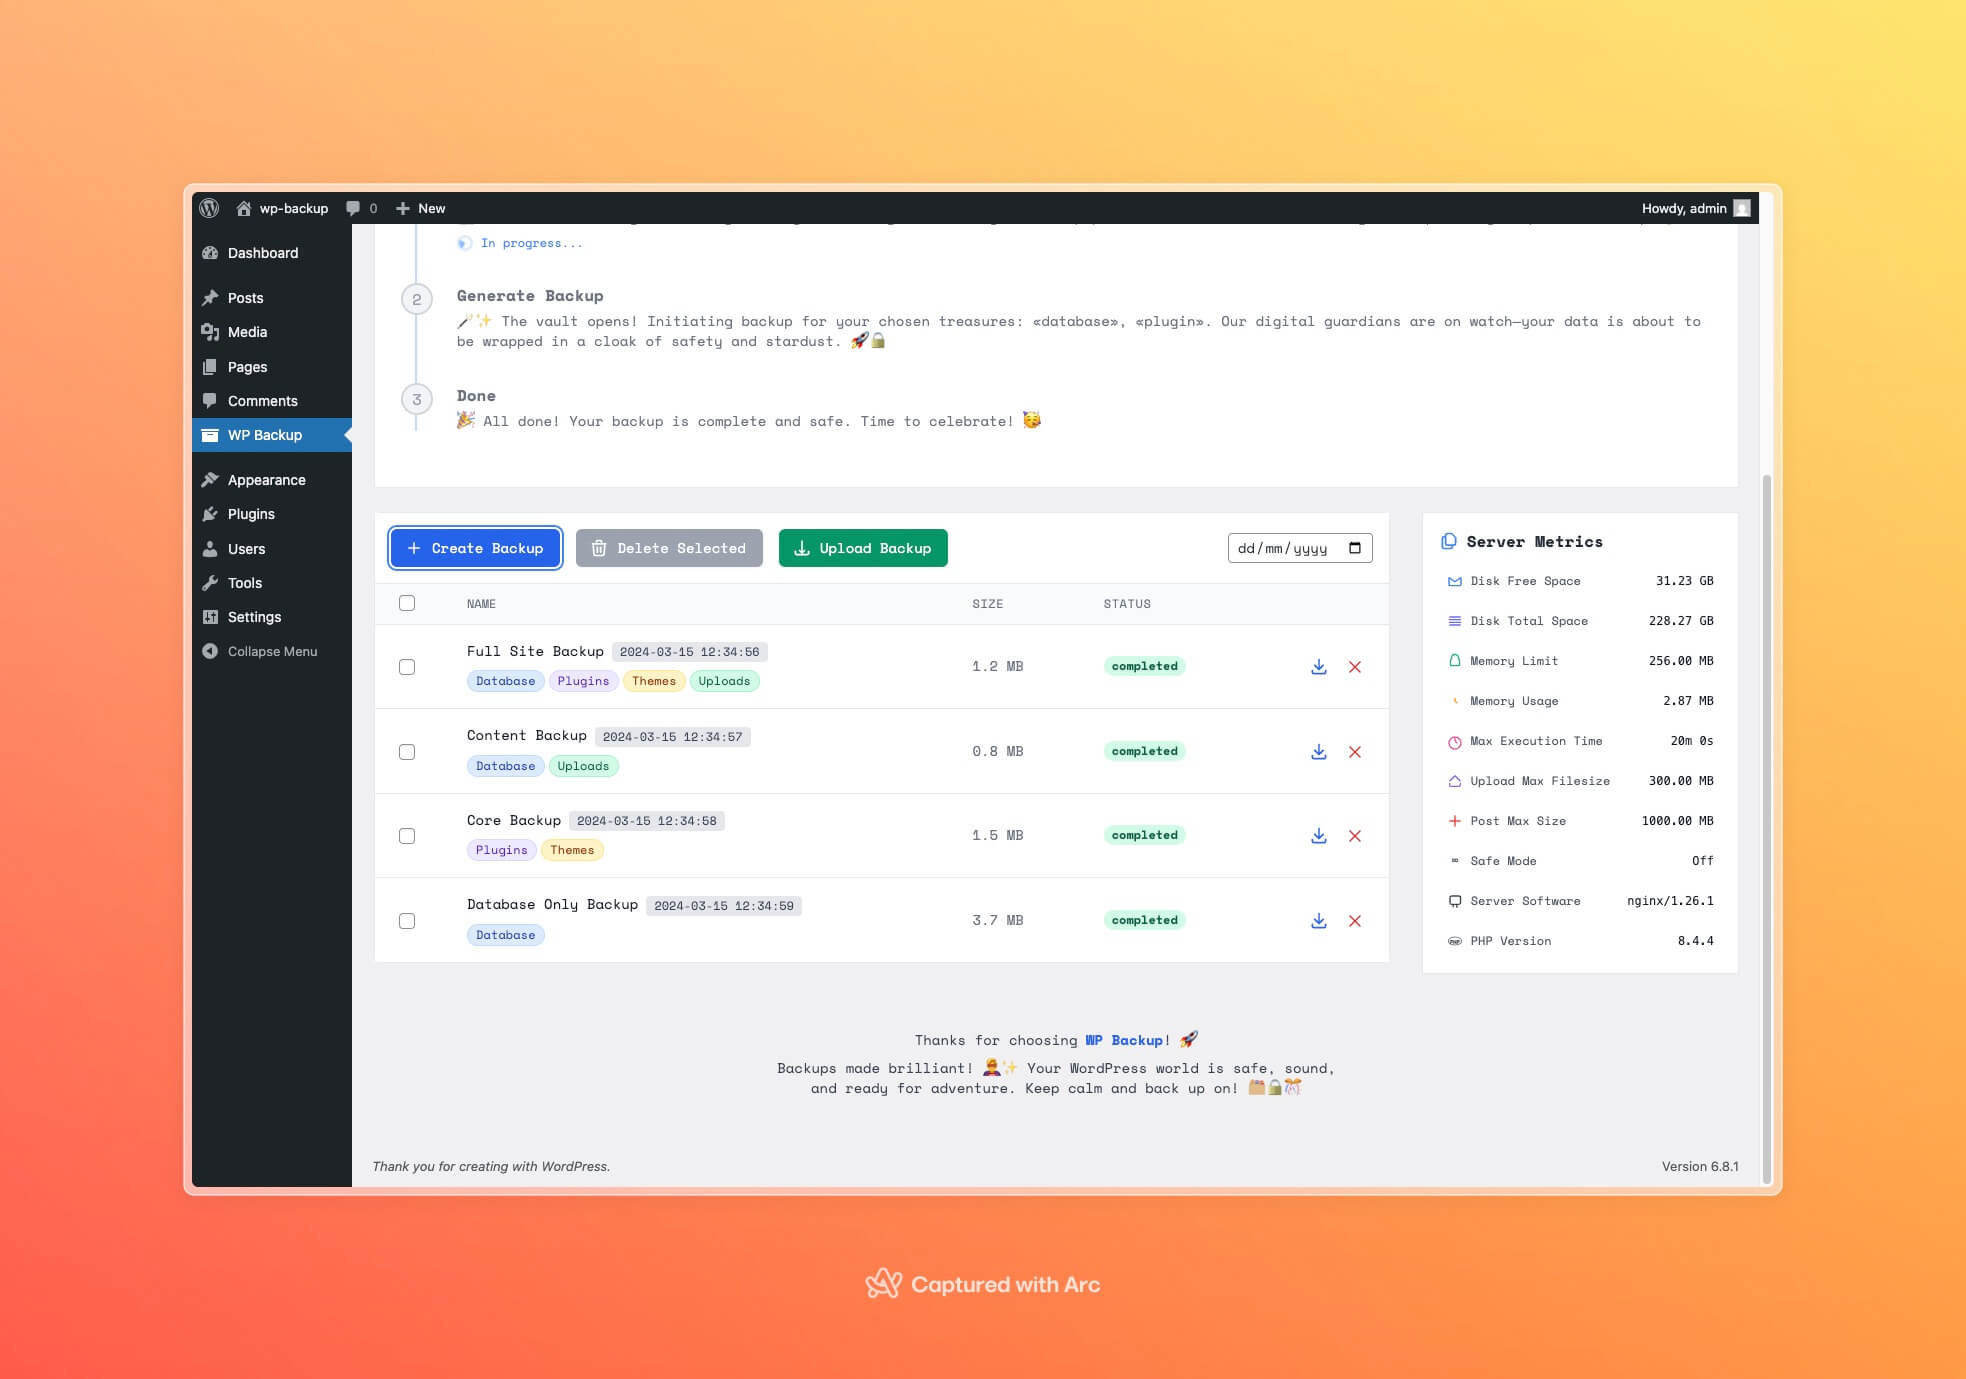 wp-backup
0
New
Howdy, admin
Dashboard
Posts
Media
Pages
Comments
WP Backup
Appearance
Plugins
Users
Tools
Settings
Collapse Menu
In progress...
2
Generate Backup
🪄✨ The vault opens! Initiating backup for your chosen treasures: «database», «plugin». Our digital guardians are on watch—your data is about to
be wrapped in a cloak of safety and stardust. 🚀🔒
3
Done
🎉 All done! Your backup is complete and safe. Time to celebrate! 🥳
Create Backup
Delete Selected
Upload Backup
dd/mm/yyyy
NAME SIZE STATUS
Full Site Backup 2024-03-15 12:34:56
Database Plugins Themes Uploads
1.2 MB
completed
Content Backup 2024-03-15 12:34:57
Database Uploads
0.8 MB
completed
Core Backup 2024-03-15 12:34:58
Plugins Themes
1.5 MB
completed
Database Only Backup 2024-03-15 12:34:59
Database
3.7 MB
completed
Server Metrics
Disk Free Space 31.23 GB
Disk Total Space 228.27 GB
Memory Limit 256.00 MB
Memory Usage 2.87 MB
Max Execution Time 20m 0s
Upload Max Filesize 300.00 MB
Post Max Size 1000.00 MB
Safe Mode Off
Server Software nginx/1.26.1
PHP Version 8.4.4
Thanks for choosing WP Backup! 🚀
Backups made brilliant! 🦸✨ Your WordPress world is safe, sound,
and ready for adventure. Keep calm and back up on! 🗂️🔒🎊
Thank you for creating with WordPress.
Version 6.8.1
Captured with Arc